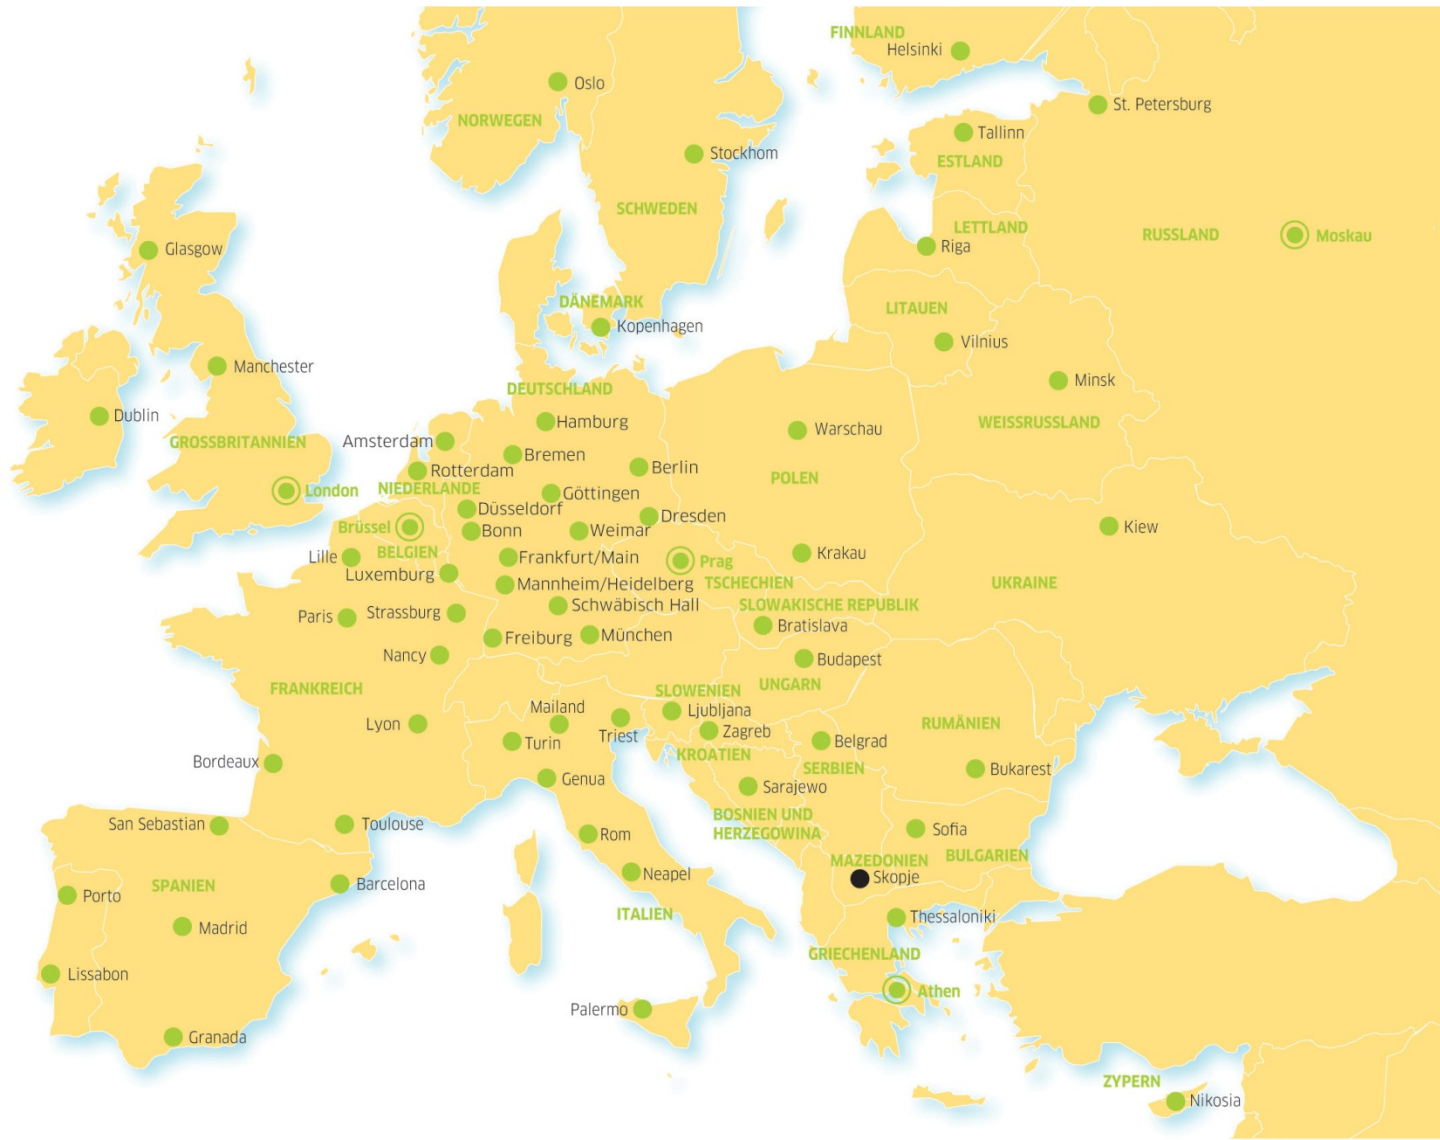 FINNLAND
Helsinki
Oslo
St. Petersburg
NORWEGEN
Tallinn
Stockhom
ESTLAND
SCHWEDEN
LETTLAND
RUSSLAND
Moskau
Riga
Glasgow
DÄNEMARK
LITAUEN
Kopenhagen
Vilnius
Manchester
Minsk
DEUTSCHLAND
Dublin
Hamburg
WEISSRUSSLAND
GROSSBRITANNIEN
Amsterdam
Warschau
Bremen
Rotterdam
Berlin
POLEN
London
NIEDERLANDE
Göttingen
Düsseldorf
Dresden
Brüssel
Bonn
Weimar
Kiew
BELGIEN
Lille
Frankfurt/Main
Prag
Krakau
Luxemburg
Mannheim/Heidelberg
TSCHECHIEN
UKRAINE
Paris
Strassburg
Schwäbisch Hall
SLOWAKISCHE REPUBLIK
Bratislava
Freiburg
München
Nancy
Budapest
FRANKREICH
SLOWENIEN
UNGARN
Mailand
Ljubljana
Lyon
Turin
Triest
Zagreb
Belgrad
RUMÄNIEN
KROATIEN
SERBIEN
Bordeaux
Genua
Sarajewo
Bukarest
BOSNIEN UND
HERZEGOWINA
San Sebastian
Toulouse
Rom
Sofia
MAZEDONIEN
BULGARIEN
Skopje
SPANIEN
Barcelona
Neapel
Porto
Madrid
ITALIEN
Thessaloniki
GRIECHENLAND
Lissabon
Athen
Palermo
Granada
ZYPERN
Nikosia